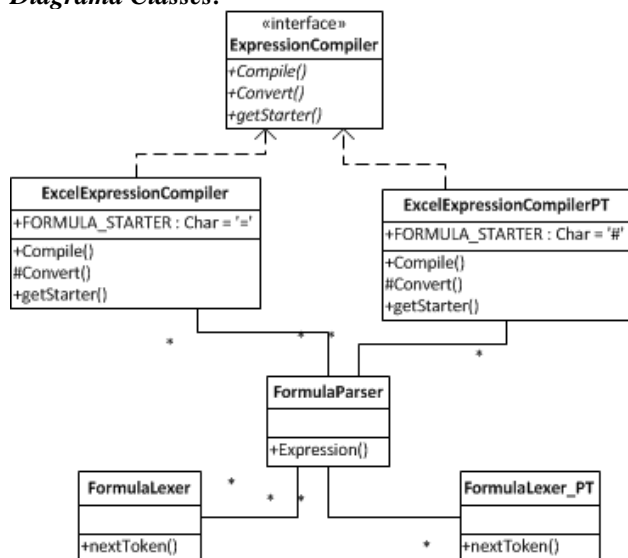 Diagrama Classes:
«interface»
ExpressionCompiler
+Compile()
+Convert()
+getStarter()
ExcelExpressionCompiler
+FORMULA_STARTER : Char = '='
+Compile()
#Convert()
+getStarter()
ExcelExpressionCompilerPT
+FORMULA_STARTER : Char = '#'
+Compile()
#Convert()
+getStarter()
* * * *
FormulaParser
+Expression()
FormulaLexer
+nextToken()
* * * *
FormulaLexer_PT
+nextToken()